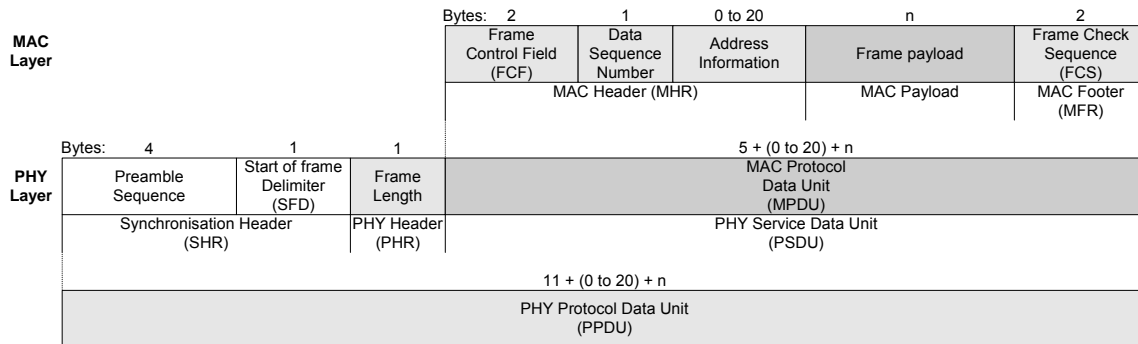 Bytes: 2 1 0 to 20 n 2
MAC
Layer
Frame
Control Field
(FCF)
Data
Sequence
Number
Address
Information
Frame payload
Frame Check
Sequence
(FCS)
MAC Header (MHR)
MAC Payload
MAC Footer
(MFR)
Bytes: 4 1 1 5 + (0 to 20) + n
PHY
Layer
Preamble
Sequence
Start of frame
Delimiter
(SFD)
Frame
Length
MAC Protocol
Data Unit
(MPDU)
Synchronisation Header
(SHR)
PHY Header
(PHR)
PHY Service Data Unit
(PSDU)
11 + (0 to 20) + n
PHY Protocol Data Unit
(PPDU)